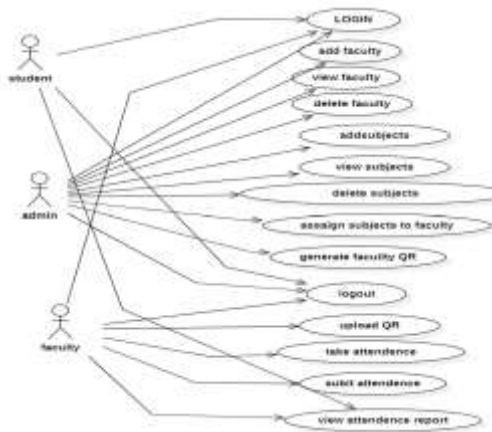 LOGIN
student
add faculty
view faculty
delete faculty
addsubjects
view subjects
admin
delete subjects
assaign subjects to faculty
generate faculity QR
logout
faculty
upload QR
take attendence
subit attendence
view attendence report